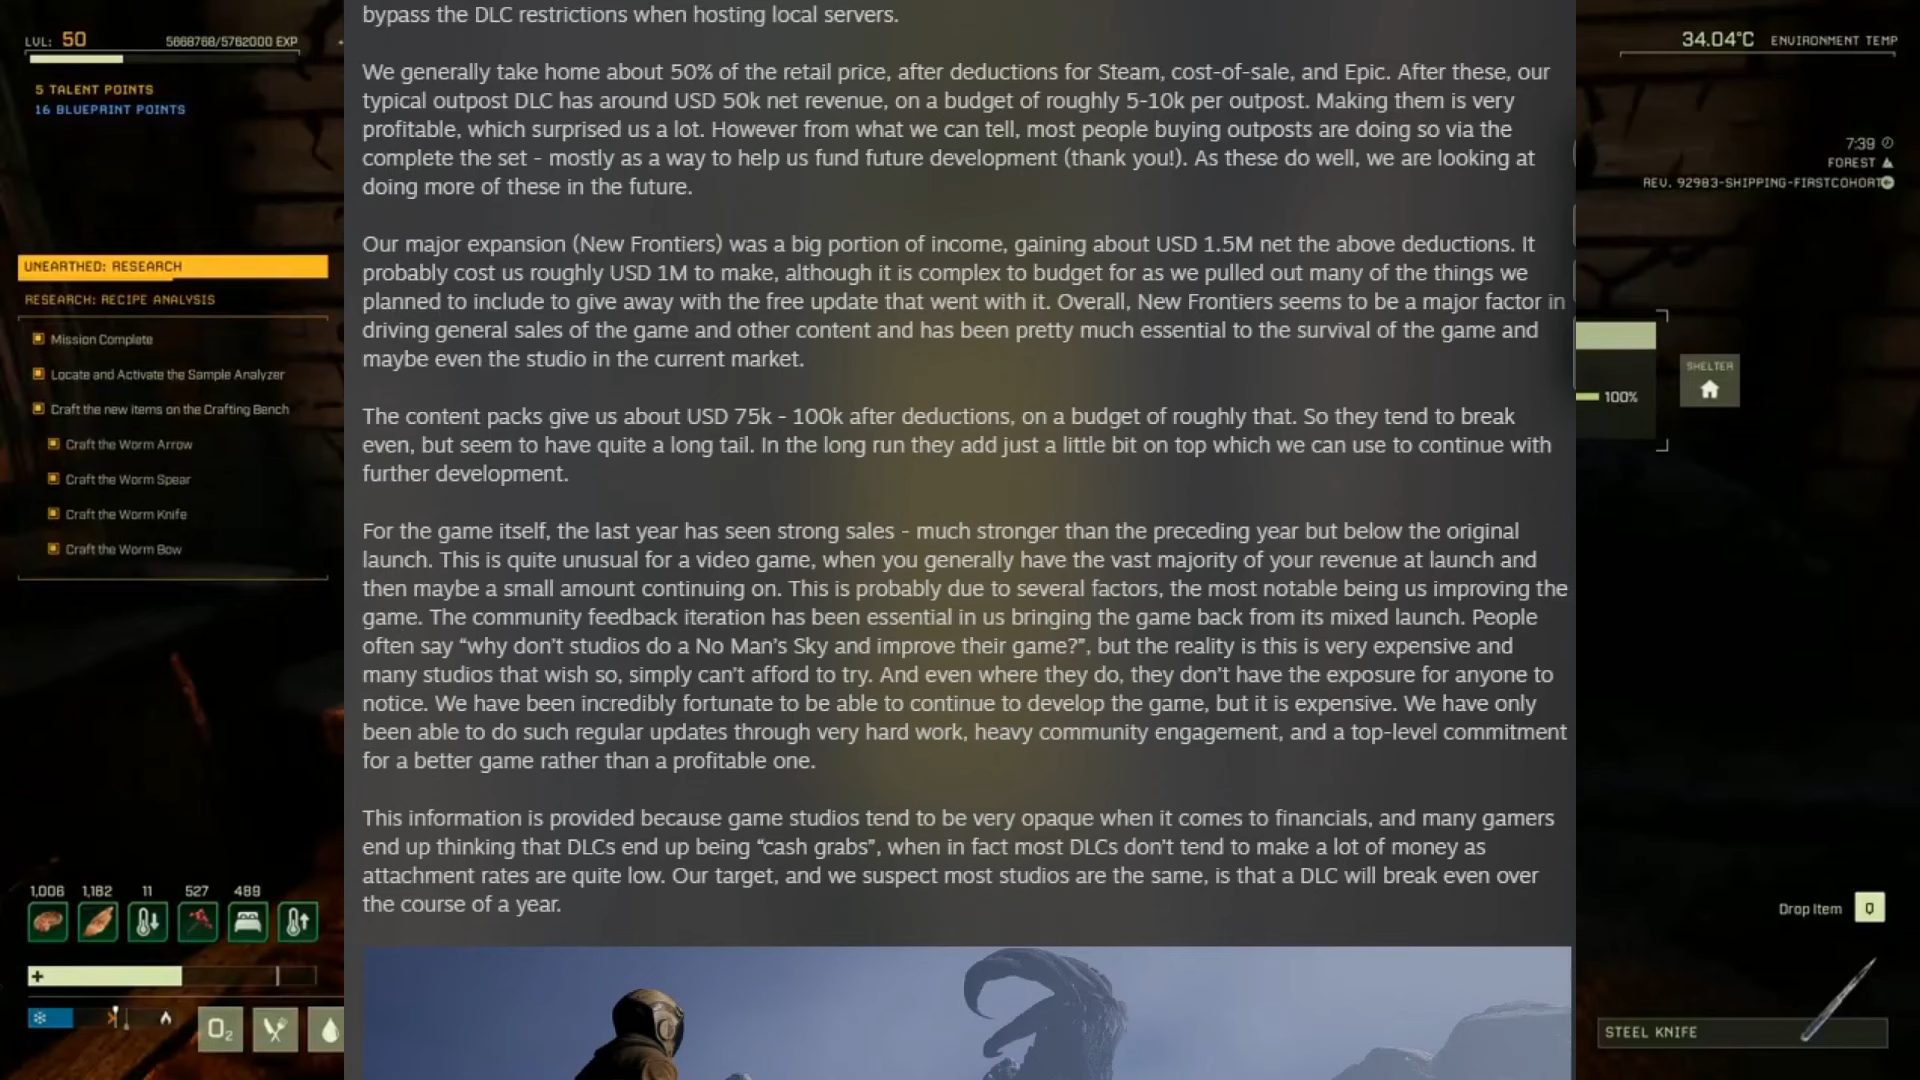 bypass the DLC restrictions when hosting local servers.
We generally take home about 50% of the retail price, after deductions for Steam, cost-of-sale, and Epic. After these, our
typical outpost DLC has around USD 50k net revenue, on a budget of roughly 5-10k per outpost. Making them is very
profitable, which surprised us a lot. However from what we can tell, most people buying outposts are doing so via the
complete the set - mostly as a way to help us fund future development (thank you!). As these do well, we are looking at
doing more of these in the future.
Our major expansion (New Frontiers) was a big portion of income, gaining about USD 1.5M net the above deductions. It
probably cost us roughly USD 1M to make, although it is complex to budget for as we pulled out many of the things we
planned to include to give away with the free update that went with it. Overall, New Frontiers seems to be a major factor in
driving general sales of the game and other content and has been pretty much essential to the survival of the game and
maybe even the studio in the current market.
The content packs give us about USD 75k - 100k after deductions, on a budget of roughly that. So they tend to break
even, but seem to have quite a long tail. In the long run they add just a little bit on top which we can use to continue with
further development.
For the game itself, the last year has seen strong sales - much stronger than the preceding year but below the original
launch. This is quite unusual for a video game, when you generally have the vast majority of your revenue at launch and
then maybe a small amount continuing on. This is probably due to several factors, the most notable being us improving the
game. The community feedback iteration has been essential in us bringing the game back from its mixed launch. People
often say “why don’t studios do a No Man’s Sky and improve their game?”, but the reality is this is very expensive and
many studios that wish so, simply can’t afford to try. And even where they do, they don’t have the exposure for anyone to
notice. We have been incredibly fortunate to be able to continue to develop the game, but it is expensive. We have only
been able to do such regular updates through very hard work, heavy community engagement, and a top-level commitment
for a better game rather than a profitable one.
This information is provided because game studios tend to be very opaque when it comes to financials, and many gamers
end up thinking that DLCs end up being “cash grabs”, when in fact most DLCs don’t tend to make a lot of money as
attachment rates are quite low. Our target, and we suspect most studios are the same, is that a DLC will break even over
the course of a year.
LVL: 50 5668768/5762000 EXP
5 TALENT POINTS
16 BLUEPRINT POINTS
UNEARTHED: RESEARCH
RESEARCH: RECIPE ANALYSIS
Mission Complete
Locate and Activate the Sample Analyzer
Craft the new items on the Crafting Bench
Craft the Worm Arrow
Craft the Worm Spear
Craft the Worm Knife
Craft the Worm Bow
1,006 1,182 11 527 489
O2
34.04°C ENVIRONMENT TEMP
7:39
FOREST
REV. 92983-SHIPPING-FIRSTCOHORT
SHELTER
100%
Drop Item Q
STEEL KNIFE